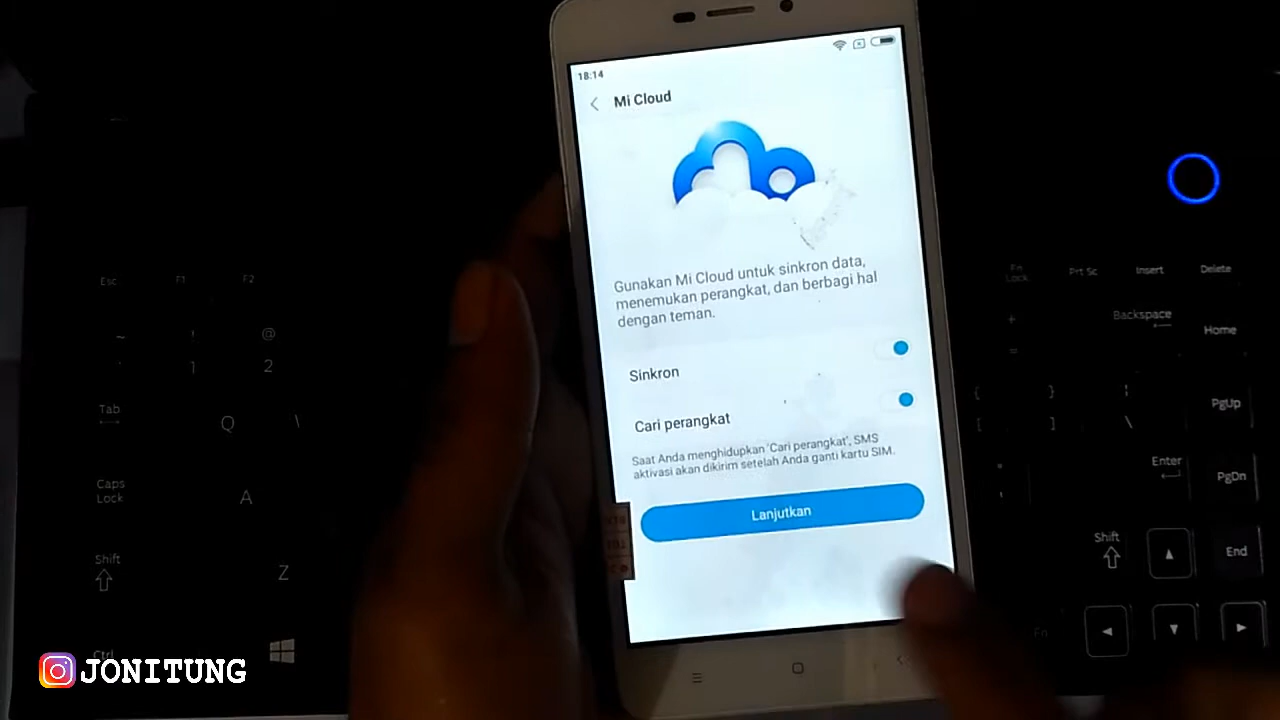 18:14
Mi Cloud
Gunakan Mi Cloud untuk sinkron data,
menemukan perangkat, dan berbagi hal
dengan teman.
Sinkron
Cari perangkat
Saat Anda menghidupkan 'Cari perangkat', SMS
aktivasi akan dikirim setelah Anda ganti kartu SIM.
Lanjutkan
Esc F1 F2
~ ! @
` 1 2
Tab Q \
Caps
Lock A
Shift Z
Ctrl
Fn
Lock Prt Sc Insert Delete
+ Backspace Home
=
{ } ¦ PgUp
[ ] \
Enter PgDn
Shift End
Fn
JONITUNG